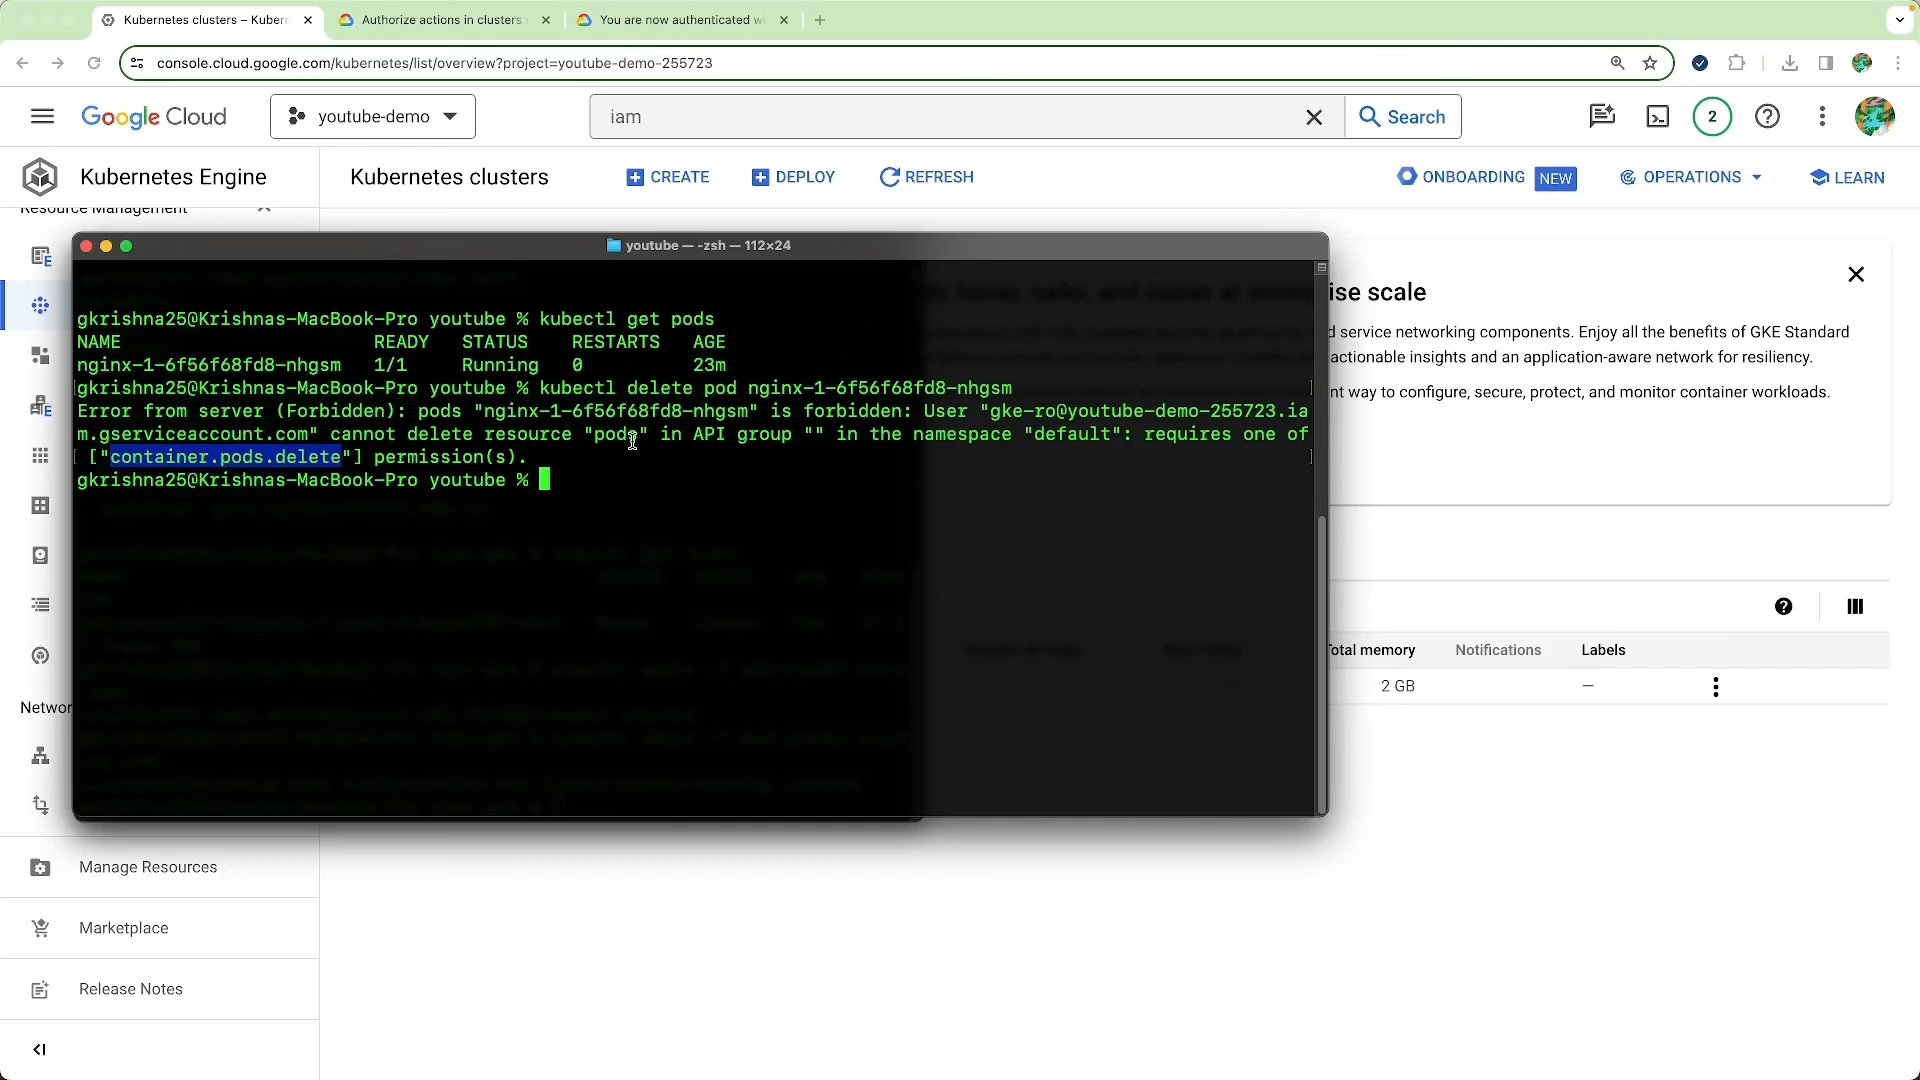 Kubernetes clusters – Kubern
Authorize actions in clusters
You are now authenticated wi
console.cloud.google.com/kubernetes/list/overview?project=youtube-demo-255723
Google Cloud
youtube-demo
iam
Search
2
Kubernetes Engine
Kubernetes clusters
CREATE
DEPLOY
REFRESH
ONBOARDING NEW
OPERATIONS
LEARN
Resource Management
youtube — -zsh — 112×24
gkrishna25@Krishnas-MacBook-Pro youtube % kubectl get pods
NAME READY STATUS RESTARTS AGE
nginx-1-6f56f68fd8-nhgsm 1/1 Running 0 23m
gkrishna25@Krishnas-MacBook-Pro youtube % kubectl delete pod nginx-1-6f56f68fd8-nhgsm
Error from server (Forbidden): pods "nginx-1-6f56f68fd8-nhgsm" is forbidden: User "gke-ro@youtube-demo-255723.ia
m.gserviceaccount.com" cannot delete resource "pods" in API group "" in the namespace "default": requires one of
["container.pods.delete"] permission(s).
gkrishna25@Krishnas-MacBook-Pro youtube %
ise scale
d service networking components. Enjoy all the benefits of GKE Standard
actionable insights and an application-aware network for resiliency.
nt way to configure, secure, protect, and monitor container workloads.
Total memory
Notifications
Labels
2 GB
—
Networ
Manage Resources
Marketplace
Release Notes